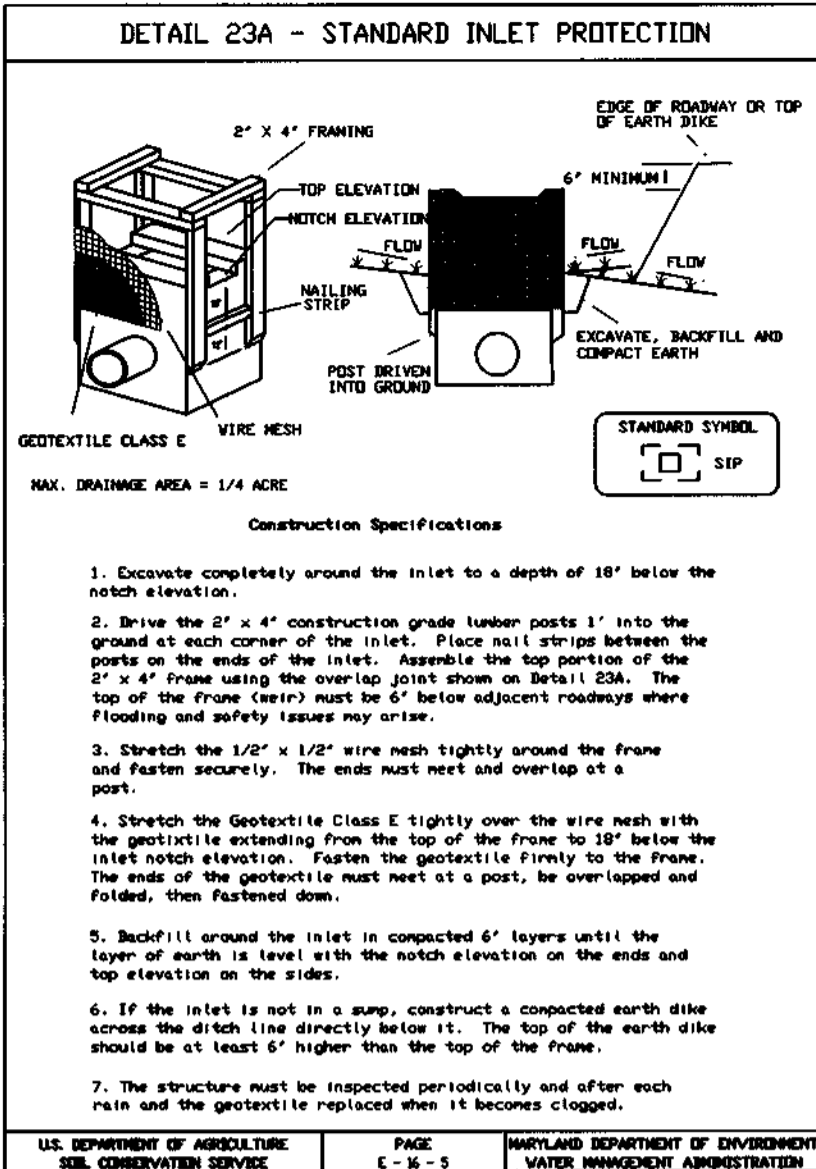 DETAIL 23A - STANDARD INLET PROTECTION
2" X 4" FRAMING
EDGE OF ROADWAY OR TOP
OF EARTH DIKE
6" MINIMUM
TOP ELEVATION
NOTCH ELEVATION
FLOW
FLOW
FLOW
NAILING
STRIP
POST DRIVEN
INTO GROUND
EXCAVATE, BACKFILL AND
COMPACT EARTH
GEOTEXTILE CLASS E
WIRE MESH
STANDARD SYMBOL
SIP
MAX. DRAINAGE AREA = 1/4 ACRE
Construction Specifications
1. Excavate completely around the inlet to a depth of 18" below the
notch elevation.
2. Drive the 2" x 4" construction grade lumber posts 1' into the
ground at each corner of the inlet. Place nail strips between the
posts on the ends of the inlet. Assemble the top portion of the
2" x 4" frame using the overlap joint shown on Detail 23A. The
top of the frame (weir) must be 6" below adjacent roadways where
flooding and safety issues may arise.
3. Stretch the 1/2" x 1/2" wire mesh tightly around the frame
and fasten securely. The ends must meet and overlap at a
post.
4. Stretch the Geotextile Class E tightly over the wire mesh with
the geotixtile extending from the top of the frame to 18" below the
inlet notch elevation. Fasten the geotextile firmly to the frame.
The ends of the geotextile must meet at a post, be overlapped and
folded, then fastened down.
5. Backfill around the inlet in compacted 6" layers until the
layer of earth is level with the notch elevation on the ends and
top elevation on the sides.
6. If the inlet is not in a sump, construct a compacted earth dike
across the ditch line directly below it. The top of the earth dike
should be at least 6" higher than the top of the frame.
7. The structure must be inspected periodically and after each
rain and the geotextile replaced when it becomes clogged.
U.S. DEPARTMENT OF AGRICULTURE
SOIL CONSERVATION SERVICE
PAGE
E - 16 - 5
MARYLAND DEPARTMENT OF ENVIRONMENT
WATER MANAGEMENT ADMINISTRATION